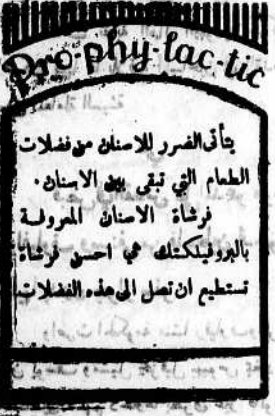 Pro-phy-lac-tic
يتأتى الضرر للاسنان من فضلات
الطعام التي تبقى بين الاسنان.
فرشاة الاسنان المعروفة
بالبروفيلكتك هي احسن فرشاة
تستطيع ان تصل الى هذه الفضلات